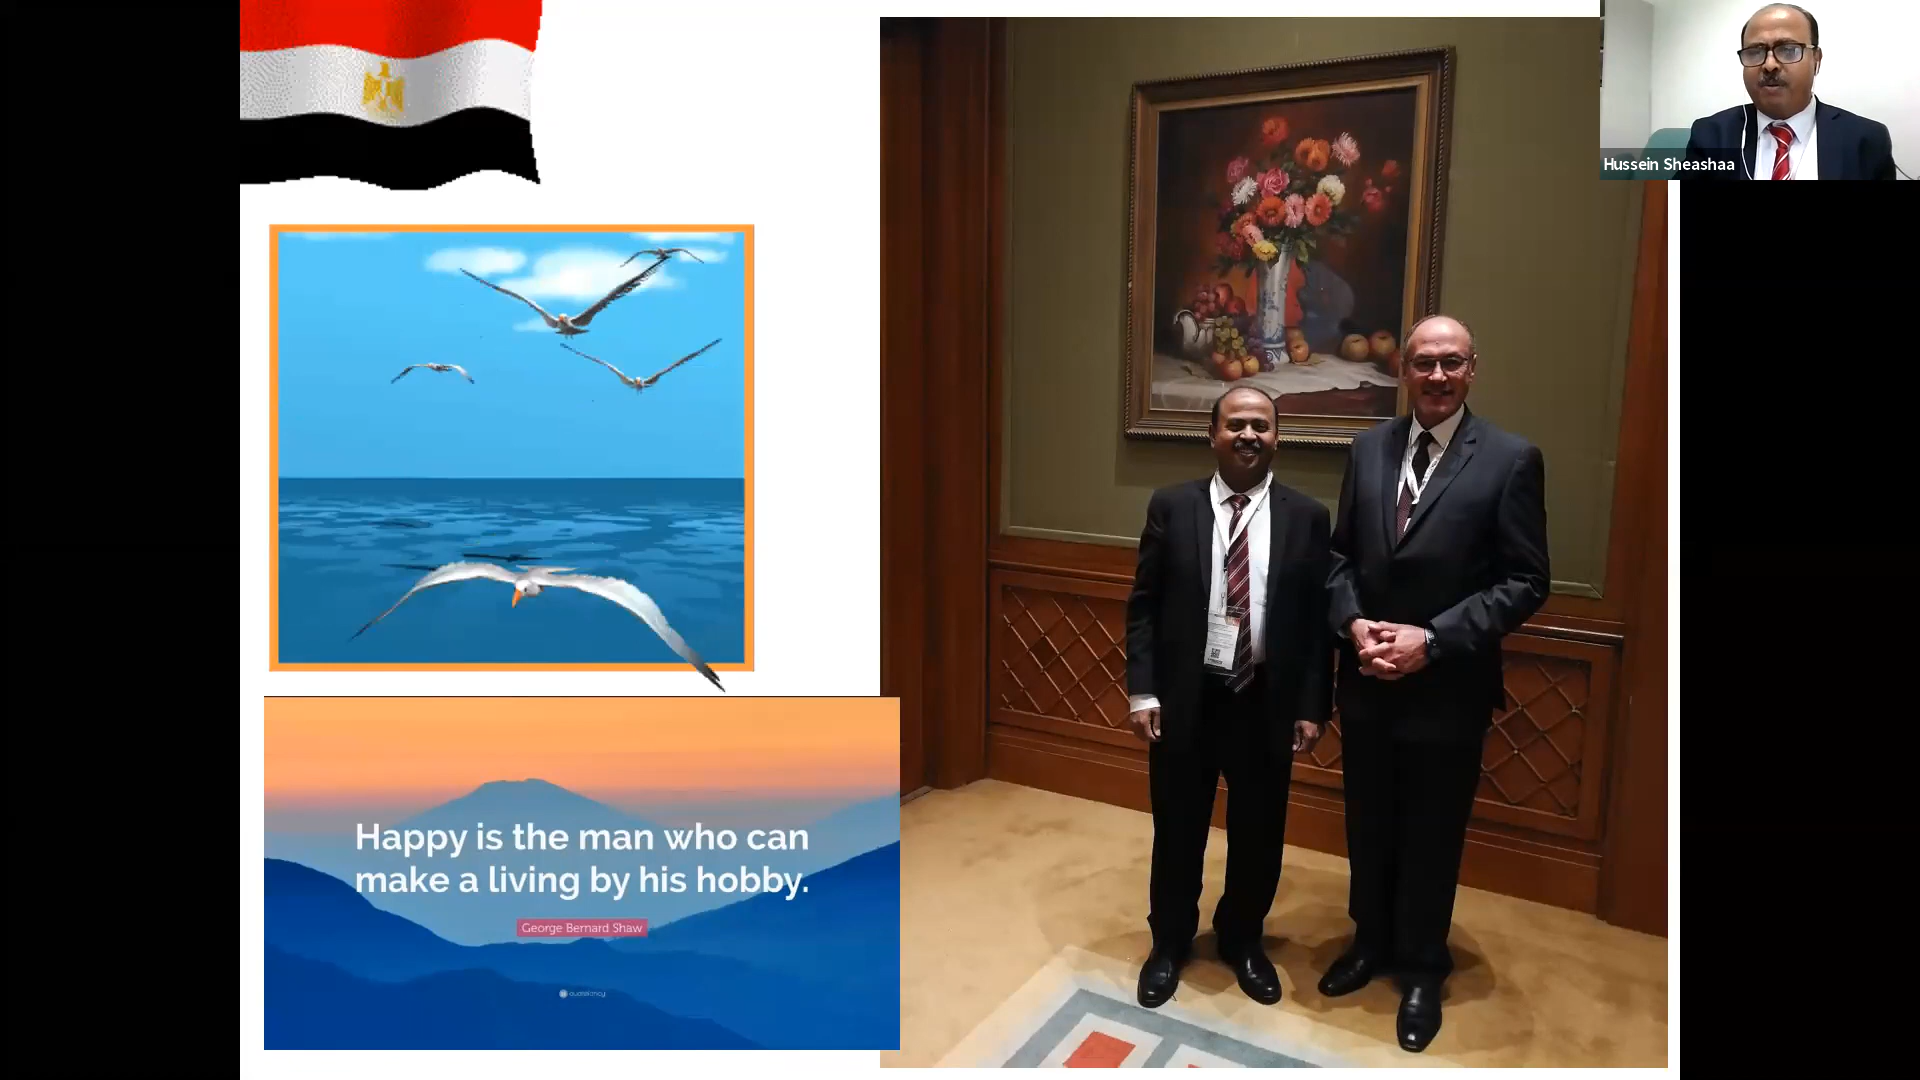 Hussein Sheashaa
Happy is the man who can
make a living by his hobby.
George Bernard Shaw